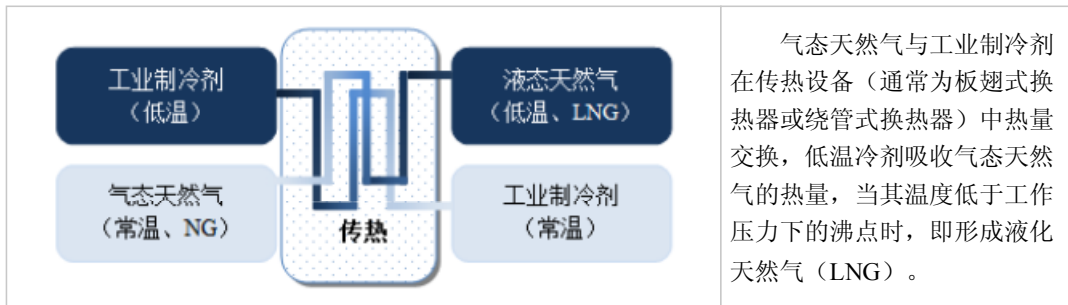 工业制冷剂
（低温）
液态天然气
（低温、LNG）
气态天然气
（常温、NG）
传热
工业制冷剂
（常温）
气态天然气与工业制冷剂
在传热设备（通常为板翅式换
热器或绕管式换热器）中热量
交换，低温冷剂吸收气态天然
气的热量，当其温度低于工作
压力下的沸点时，即形成液化
天然气（LNG）。